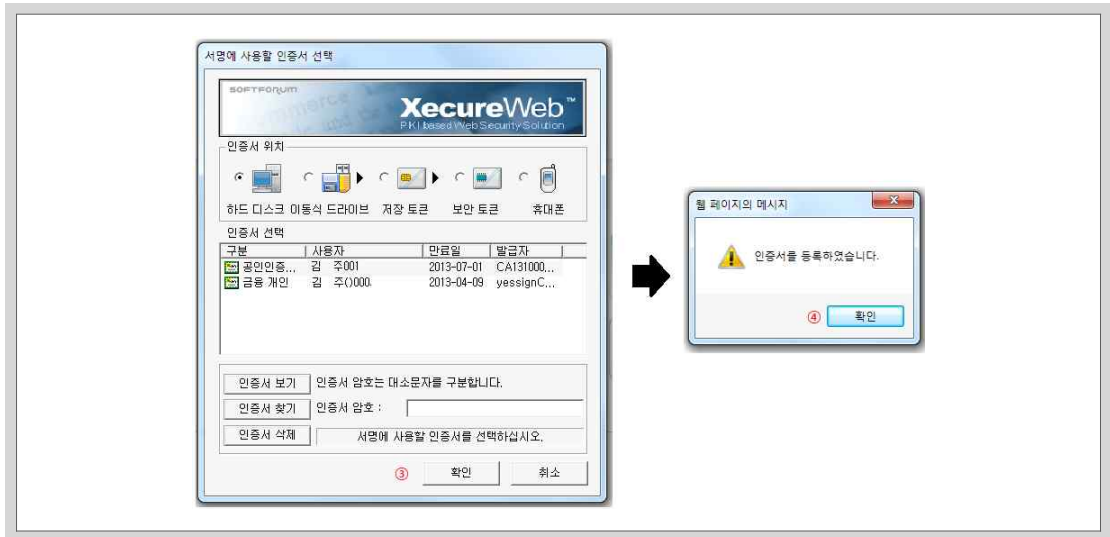 서명에 사용할 인증서 선택
SOFTFORUM
XecureWeb™
PKI based Web Security Solution
인증서 위치
하드 디스크 이동식 드라이브 저장 토큰 보안 토큰 휴대폰
인증서 선택
구분 사용자 만료일 발급자
공인인증... 김 주001 2013-07-01 CA131000...
금융 개인 김 주()000 2013-04-09 yessignC...
인증서 보기 인증서 암호는 대소문자를 구분합니다.
인증서 찾기 인증서 암호 :
인증서 삭제 서명에 사용할 인증서를 선택하십시오.
③ 확인 취소
웹 페이지의 메시지
인증서를 등록하였습니다.
④ 확인